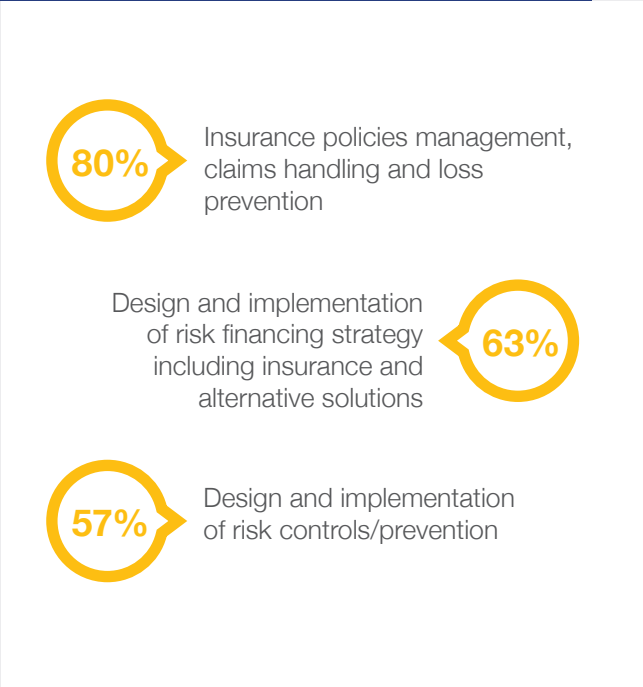 80%
Insurance policies management,
claims handling and loss
prevention
Design and implementation
of risk financing strategy
including insurance and
alternative solutions
63%
57%
Design and implementation
of risk controls/prevention